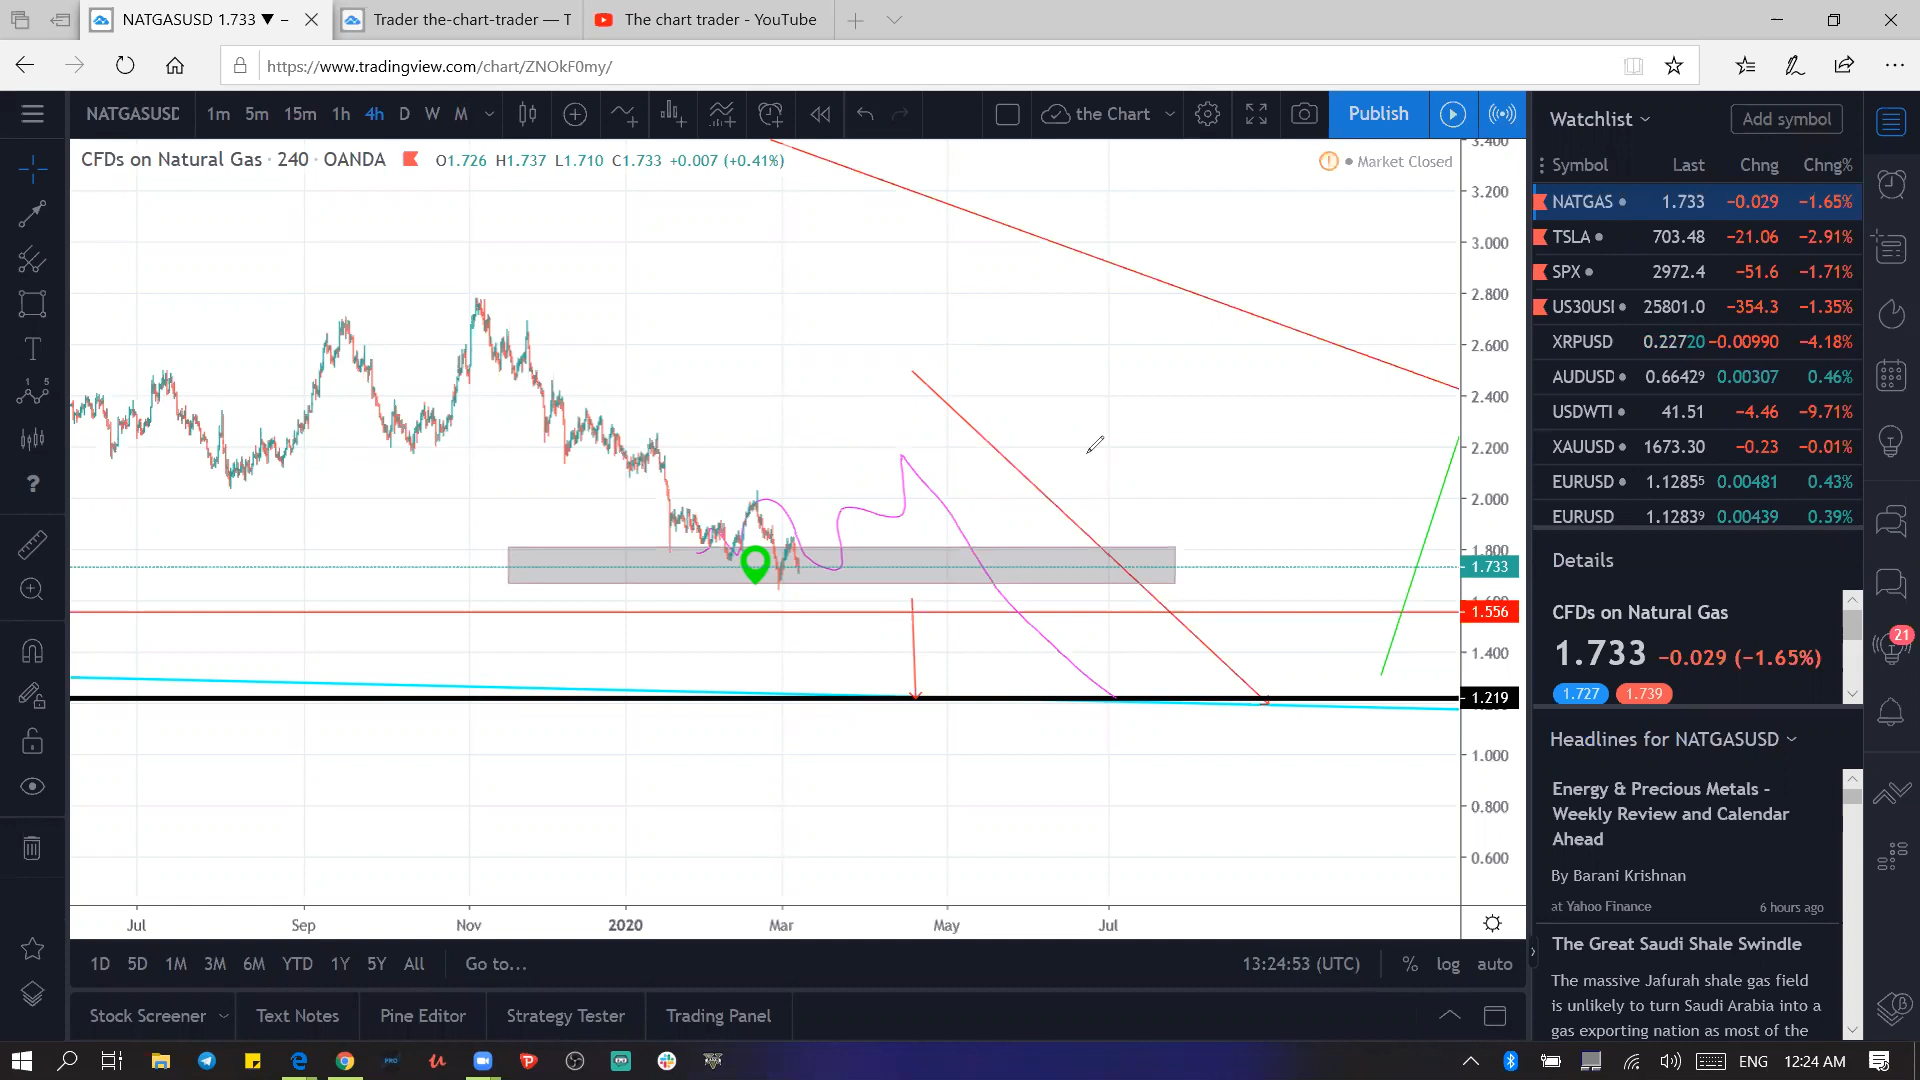 NATGASUSD 1.733 ▼ –
Trader the-chart-trader — T
The chart trader - YouTube
https://www.tradingview.com/chart/ZNOkF0my/
NATGASUSD 1m 5m 15m 1h 4h D W M
the Chart
Publish
CFDs on Natural Gas · 240 · OANDA O1.726 H1.737 L1.710 C1.733 +0.007 (+0.41%)
Market Closed
3.400
3.200
3.000
2.800
2.600
2.400
2.200
2.000
1.800
1.733
1.556
1.400
1.219
1.000
0.800
0.600
Jul Sep Nov 2020 Mar May Jul
1D 5D 1M 3M 6M YTD 1Y 5Y All Go to...
13:24:53 (UTC) % log auto
Stock Screener Text Notes Pine Editor Strategy Tester Trading Panel
Watchlist
Add symbol
Symbol Last Chng Chng%
NATGAS 1.733 −0.029 −1.65%
TSLA 703.48 −21.06 −2.91%
SPX 2972.4 −51.6 −1.71%
US30USI 25801.0 −354.3 −1.35%
XRPUSD 0.22720 −0.00990 −4.18%
AUDUSD 0.66429 0.00307 0.46%
USDWTI 41.51 −4.46 −9.71%
XAUUSD 1673.30 −0.23 −0.01%
EURUSD 1.12855 0.00481 0.43%
EURUSD 1.12839 0.00439 0.39%
Details
CFDs on Natural Gas
1.733 −0.029 (−1.65%)
1.727 1.739
21
Headlines for NATGASUSD
Energy & Precious Metals -
Weekly Review and Calendar
Ahead
By Barani Krishnan
at Yahoo Finance 6 hours ago
The Great Saudi Shale Swindle
The massive Jafurah shale gas field
is unlikely to turn Saudi Arabia into a
gas exporting nation as most of the
PRO
ENG 12:24 AM